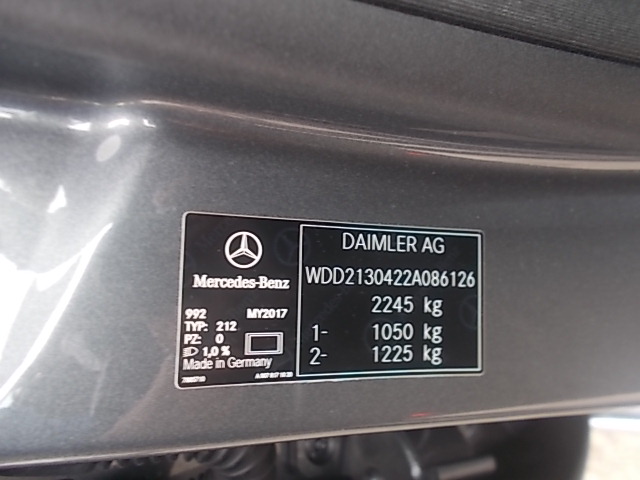 Mercedes-Benz
992 MY2017
TYP: 212
PZ: 0
1,0 %
Made in Germany
DAIMLER AG
WDD2130422A086126
2245 kg
1- 1050 kg
2- 1225 kg